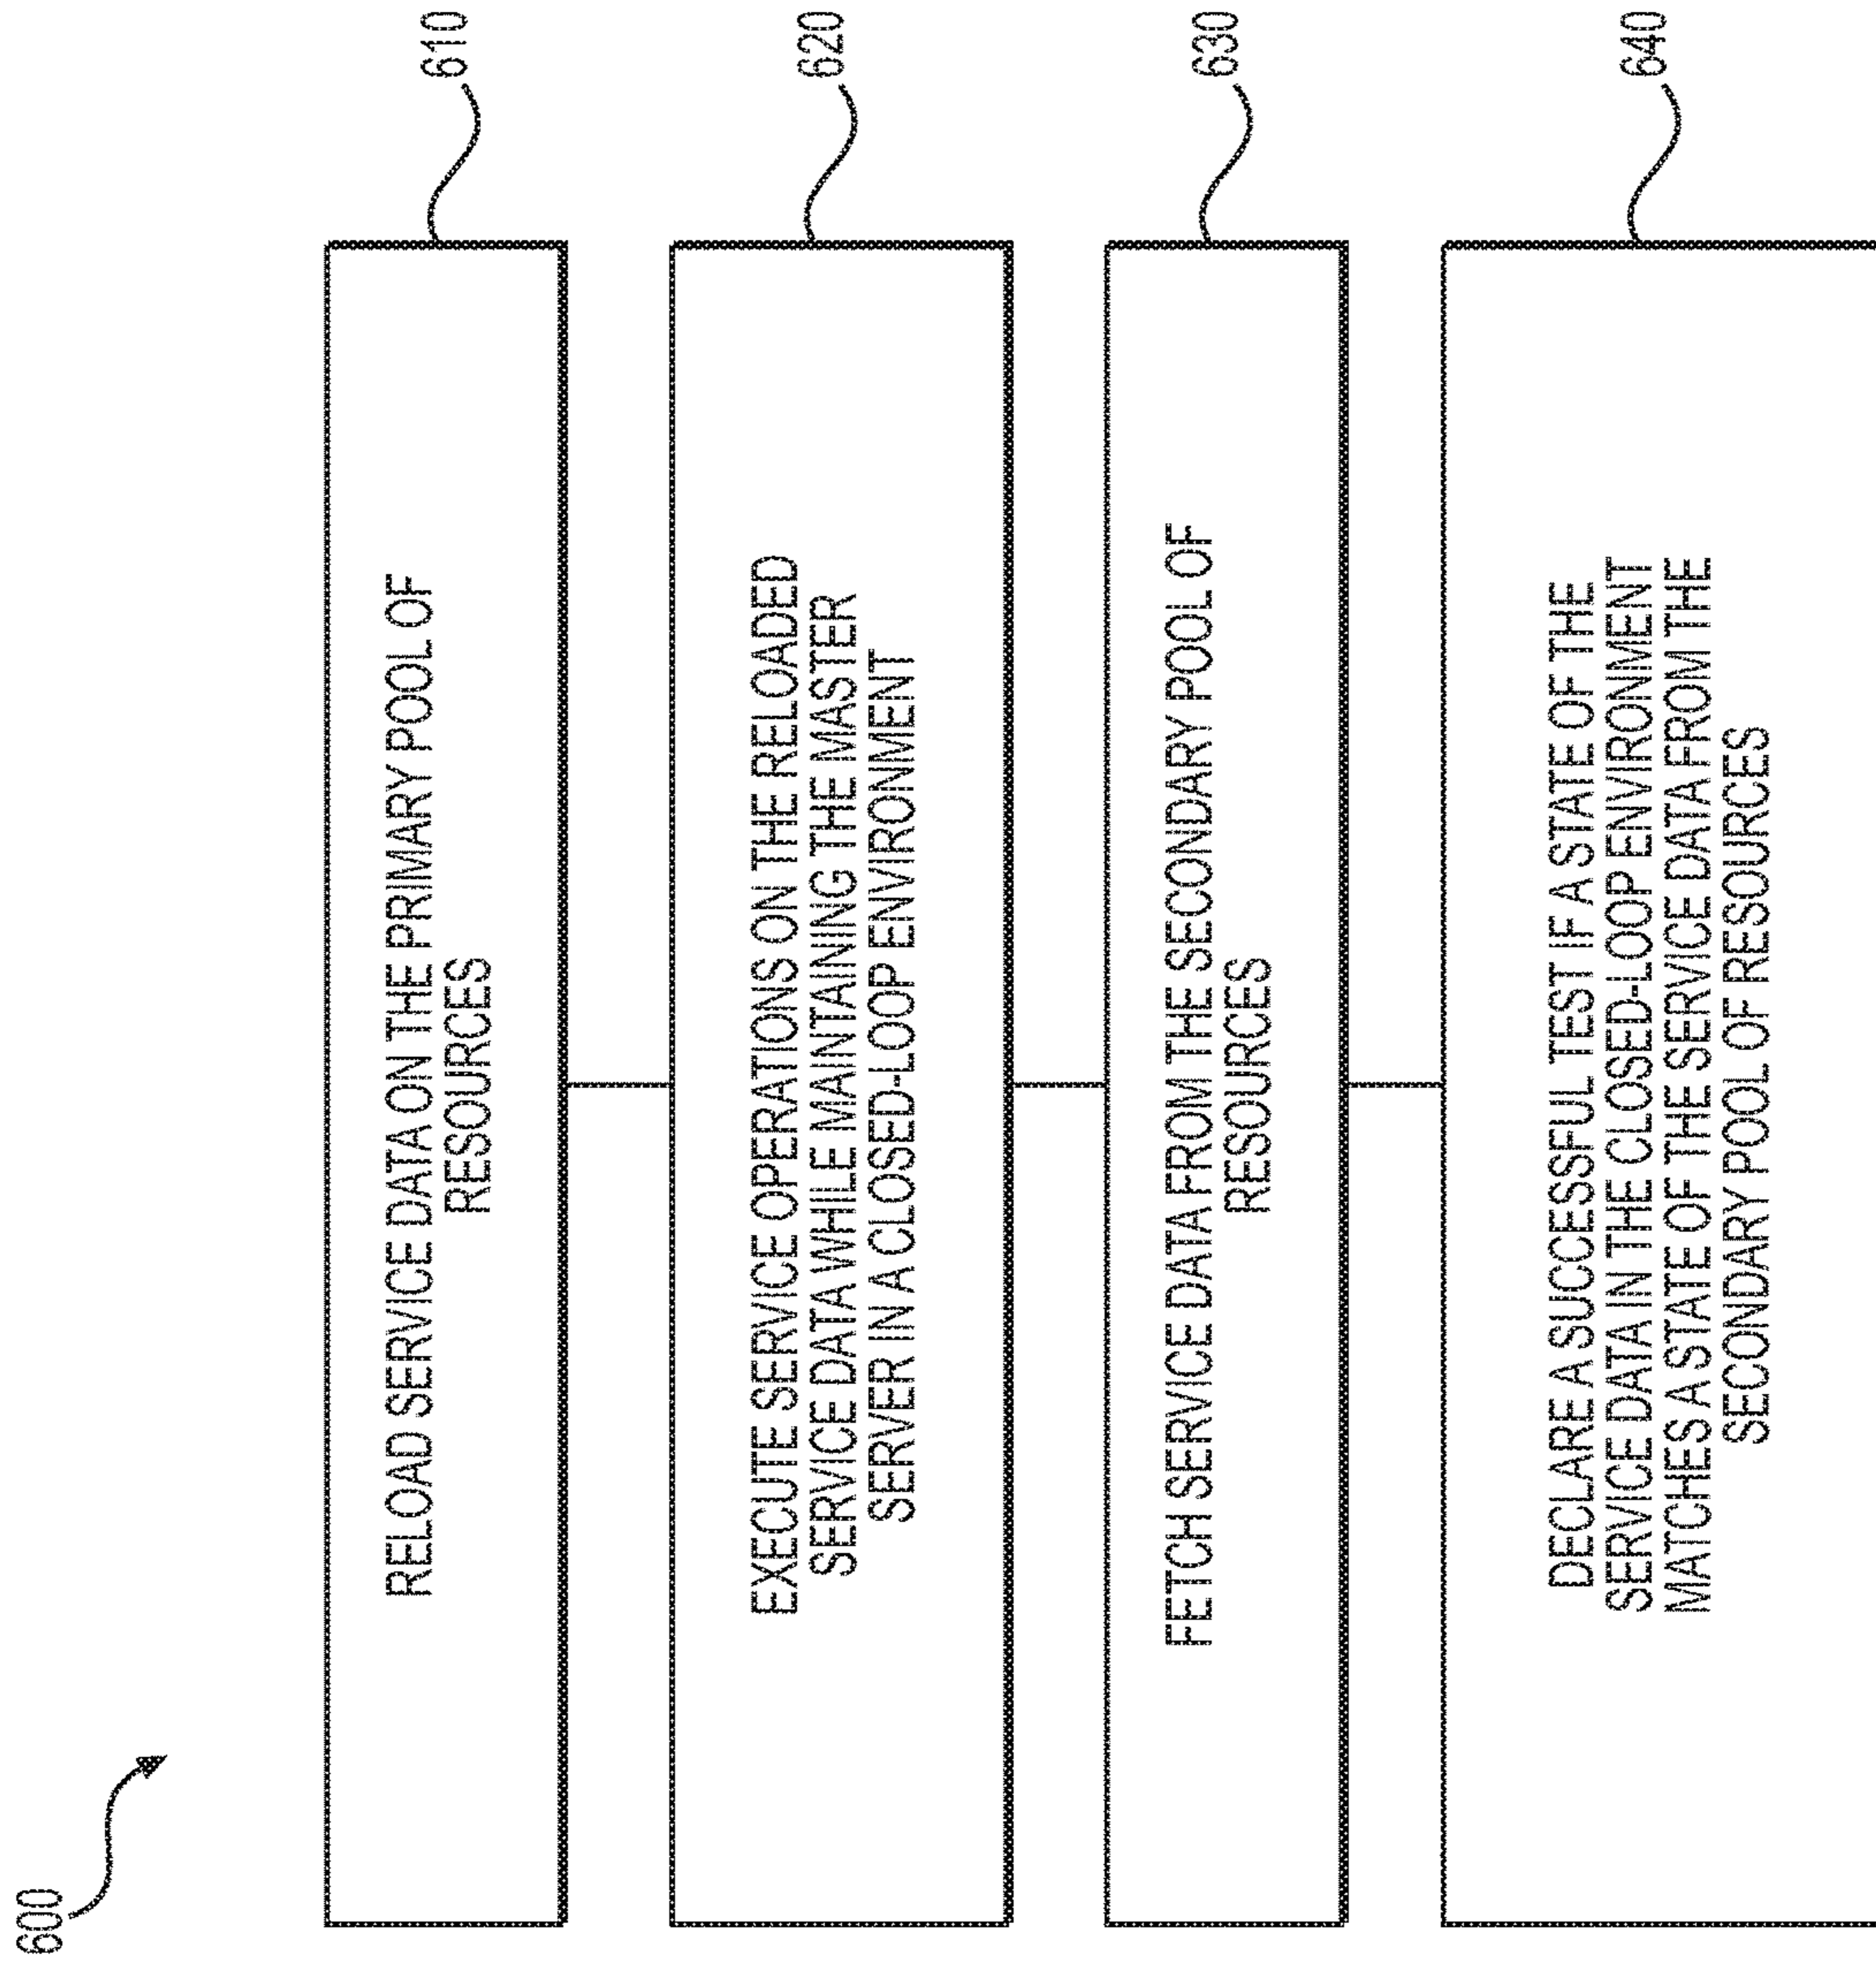 600
RELOAD SERVICE DATA ON THE PRIMARY POOL OF
RESOURCES
610
EXECUTE SERVICE OPERATIONS ON THE RELOADED
SERVICE DATA WHILE MAINTAINING THE MASTER
SERVER IN A CLOSED-LOOP ENVIRONMENT
620
FETCH SERVICE DATA FROM THE SECONDARY POOL OF
RESOURCES
630
DECLARE A SUCCESSFUL TEST IF A STATE OF THE
SERVICE DATA IN THE CLOSED-LOOP ENVIRONMENT
MATCHES A STATE OF THE SERVICE DATA FROM THE
SECONDARY POOL OF RESOURCES
640